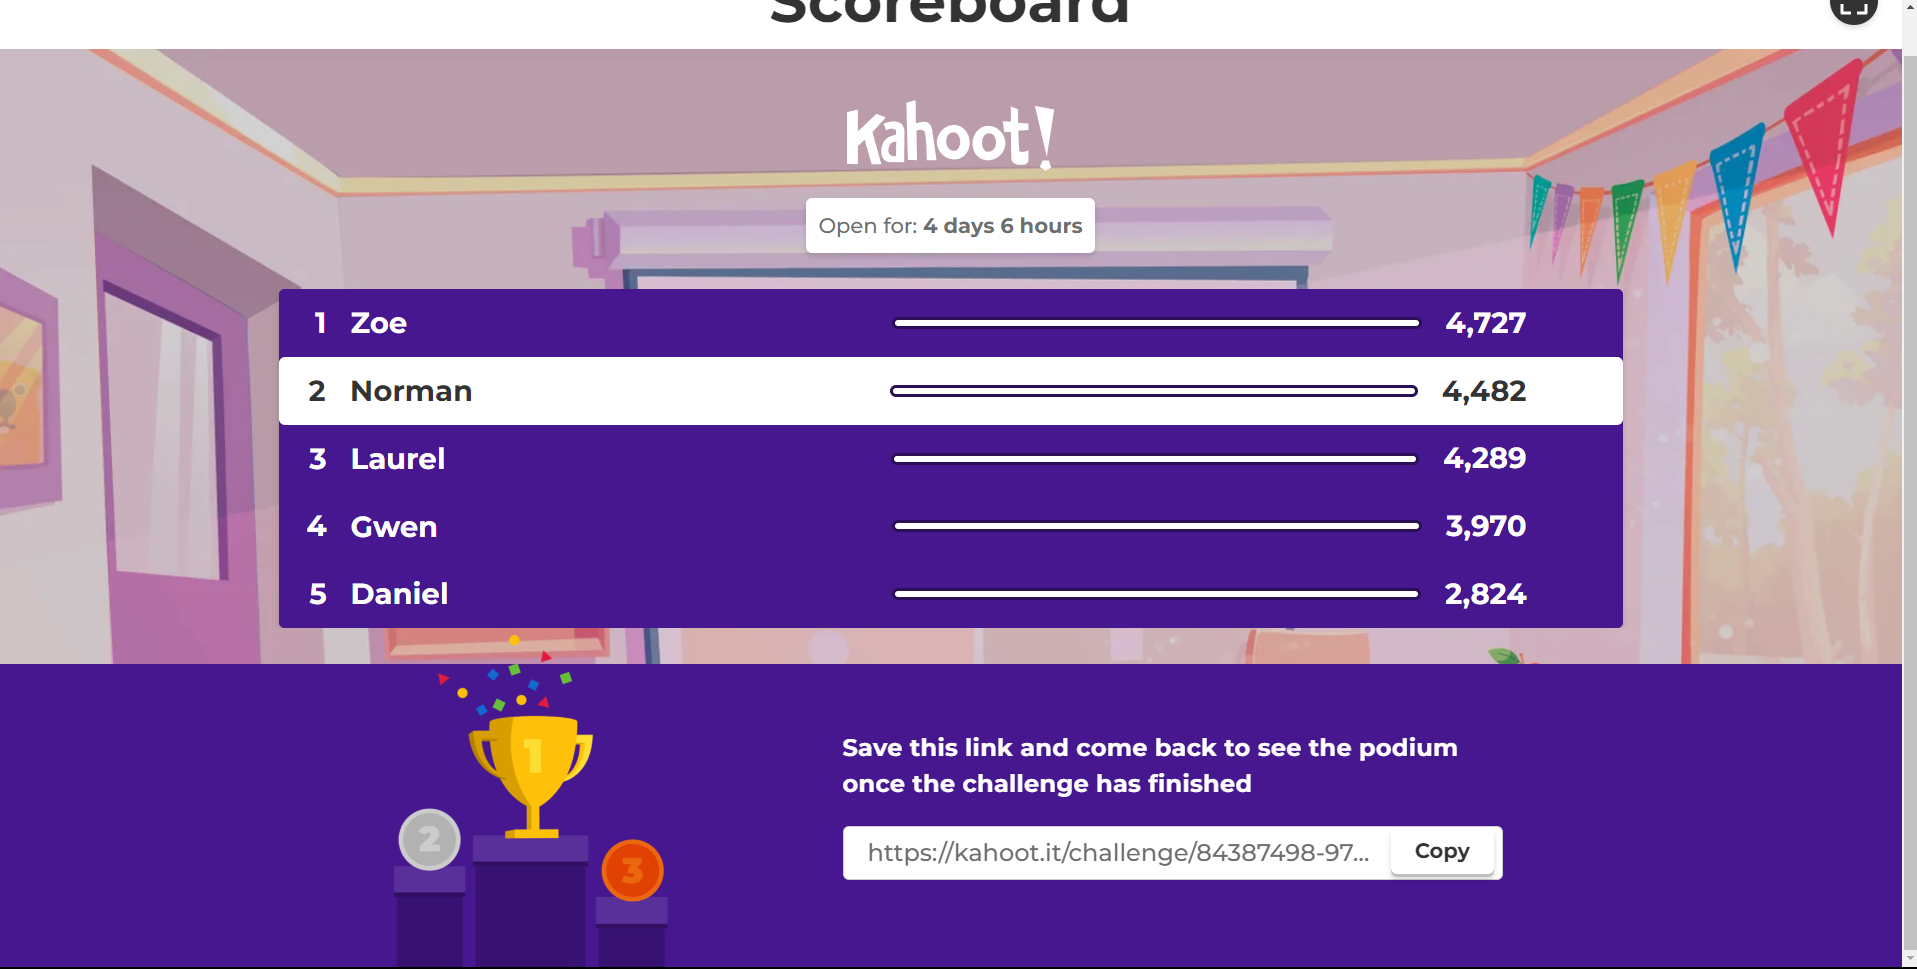 Scoreboard
Kahoot!
Open for: 4 days 6 hours
1 Zoe 4,727
2 Norman 4,482
3 Laurel 4,289
4 Gwen 3,970
5 Daniel 2,824
1
2
3
Save this link and come back to see the podium
once the challenge has finished
https://kahoot.it/challenge/84387498-97... Copy